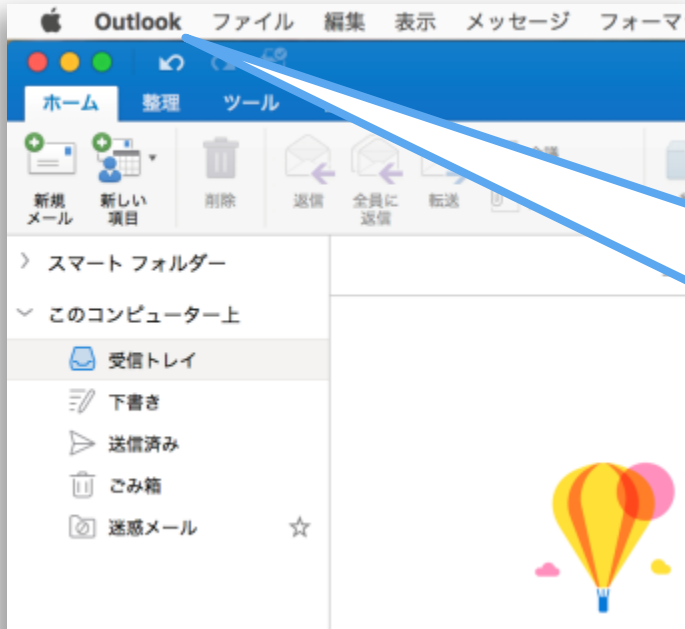 Outlook ファイル 編集 表示 メッセージ フォーマ
ホーム 整理 ツール
新規
メール
新しい
項目
削除
返信
全員に
返信
転送
スマート フォルダー
このコンピューター上
受信トレイ
下書き
送信済み
ごみ箱
迷惑メール